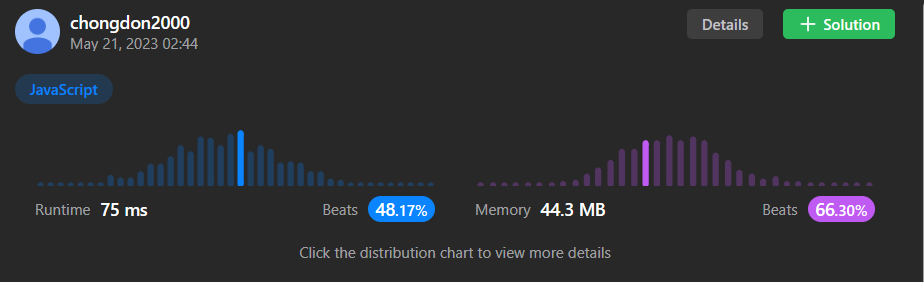 chongdon2000
May 21, 2023 02:44
Details
Solution
JavaScript
Runtime 75 ms Beats 48.17%
Memory 44.3 MB Beats 66.30%
Click the distribution chart to view more details